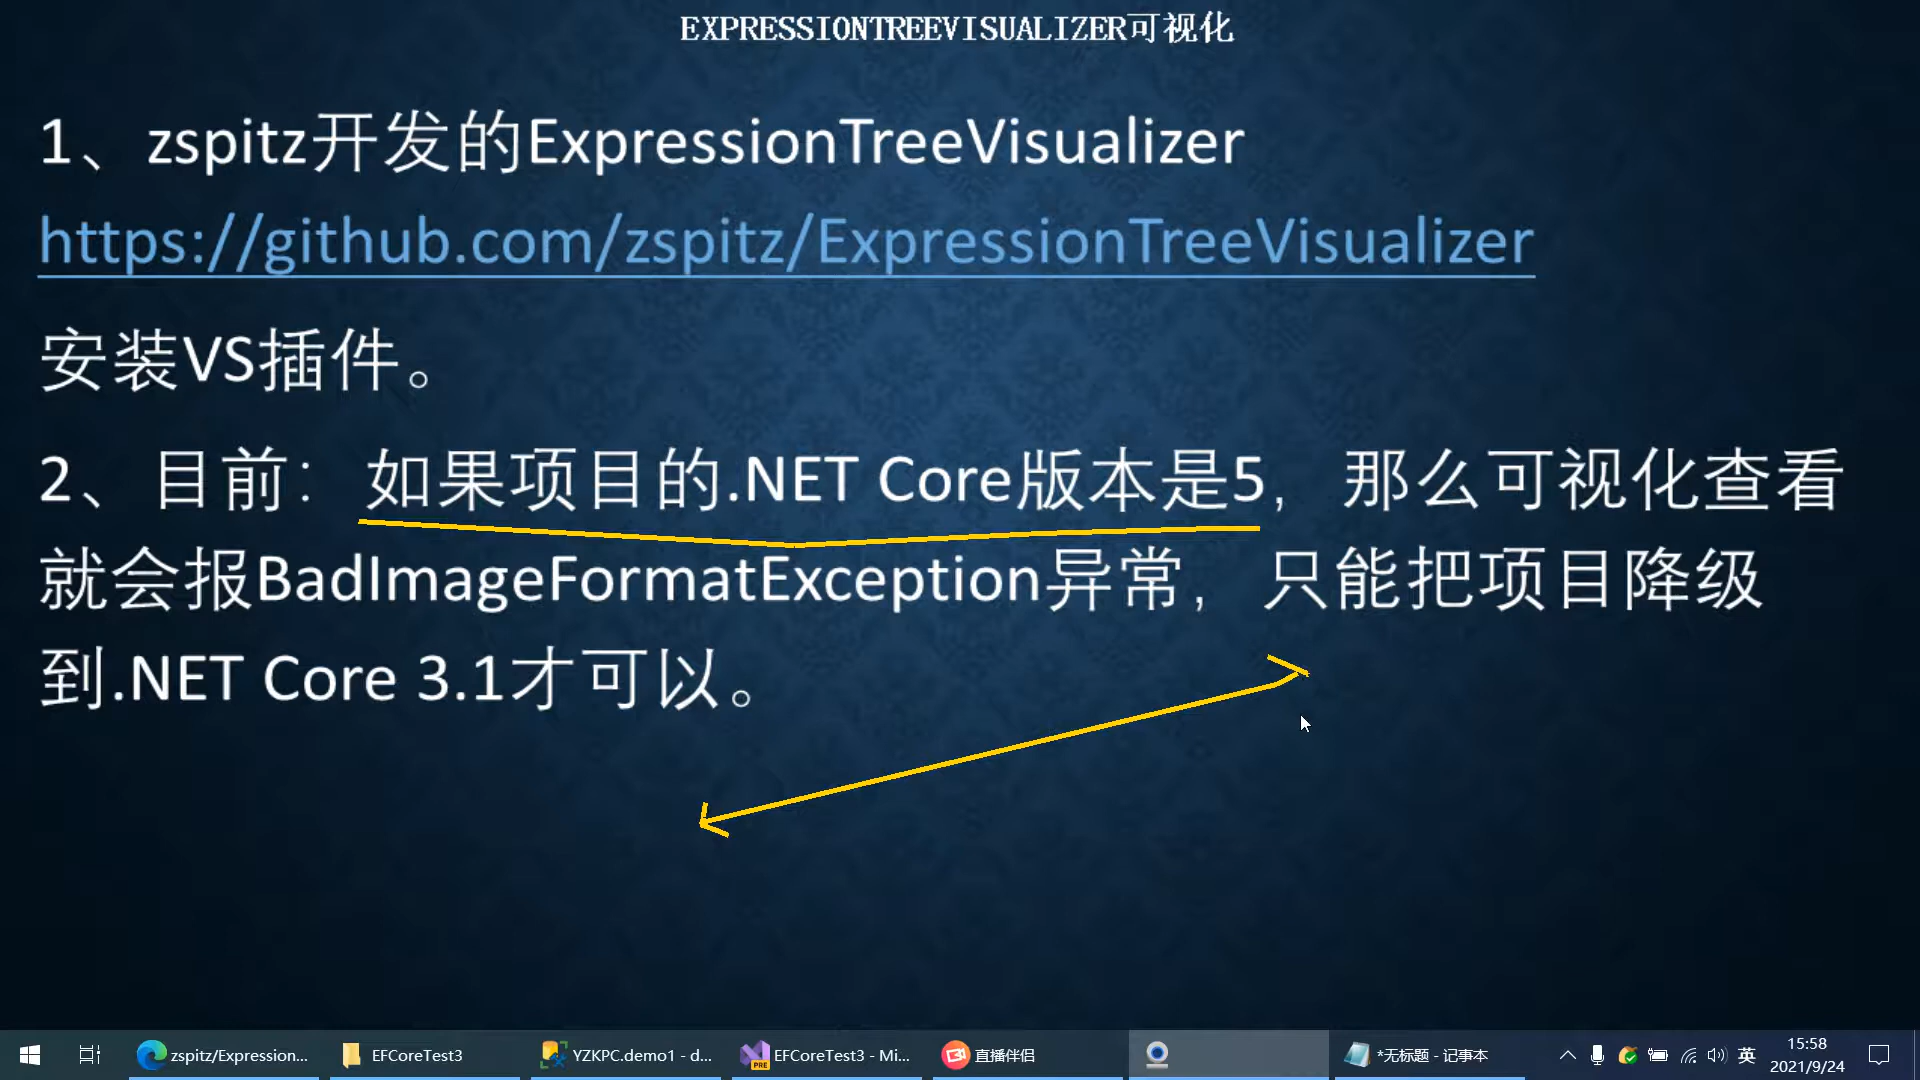 EXPRESSIONTREEVISUALIZER可视化
1、zspitz开发的ExpressionTreeVisualizer
https://github.com/zspitz/ExpressionTreeVisualizer
安装VS插件。
2、目前：如果项目的.NET Core版本是5，那么可视化查看
就会报BadImageFormatException异常，只能把项目降级
到.NET Core 3.1才可以。
zspitz/Expression...
EFCoreTest3
YZKPC.demo1 - d...
EFCoreTest3 - Mi...
直播伴侣
*无标题 - 记事本
英
15:58
2021/9/24
PRE